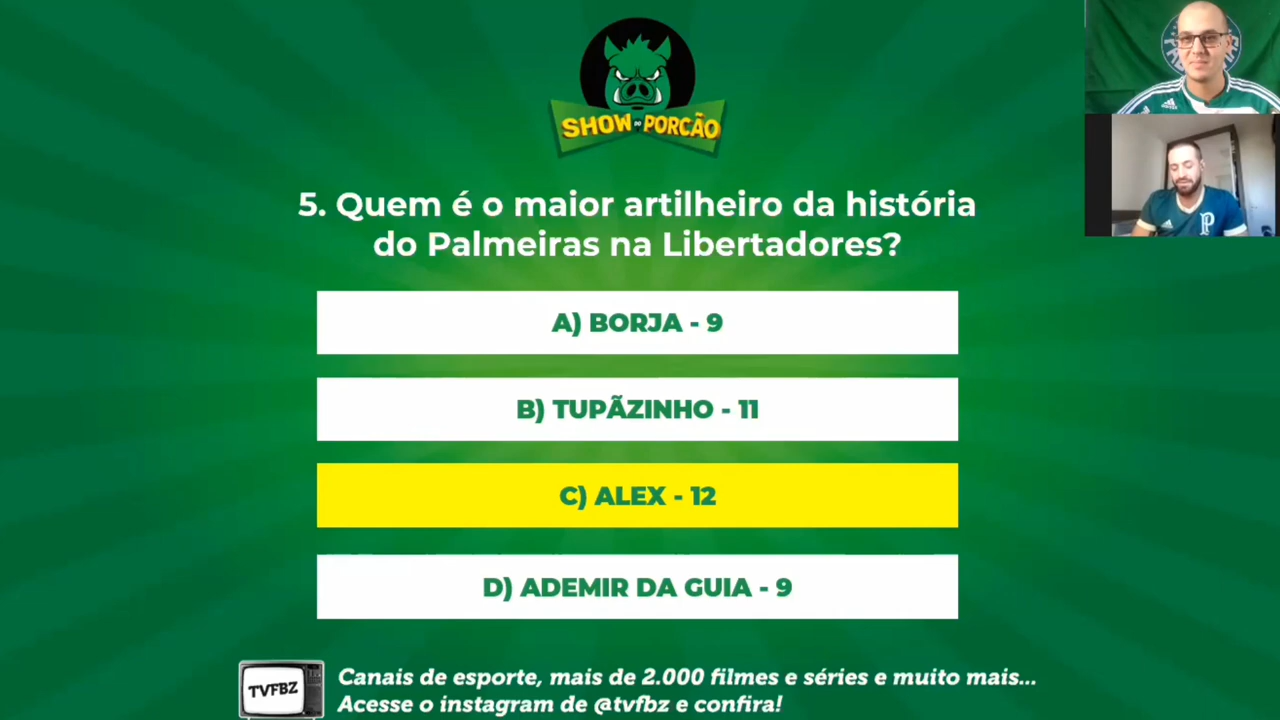 SHOW DO PORCÃO
5. Quem é o maior artilheiro da história
do Palmeiras na Libertadores?
A) BORJA - 9
B) TUPÃZINHO - 11
C) ALEX - 12
D) ADEMIR DA GUIA - 9
TVFBZ
Canais de esporte, mais de 2.000 filmes e séries e muito mais...
Acesse o instagram de @tvfbz e confira!